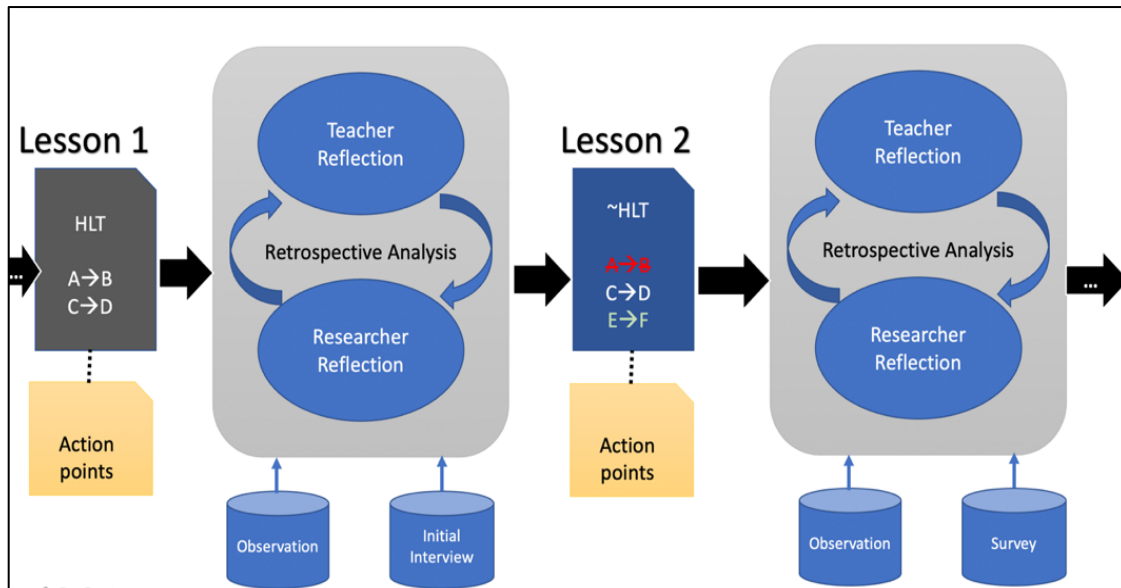 Lesson 1
...
HLT
A→B
C→D
Action
points
Teacher
Reflection
Retrospective Analysis
Researcher
Reflection
Observation
Initial
Interview
Lesson 2
~HLT
A→B
C→D
E→F
Action
points
Teacher
Reflection
Retrospective Analysis
Researcher
Reflection
Observation
Survey
...